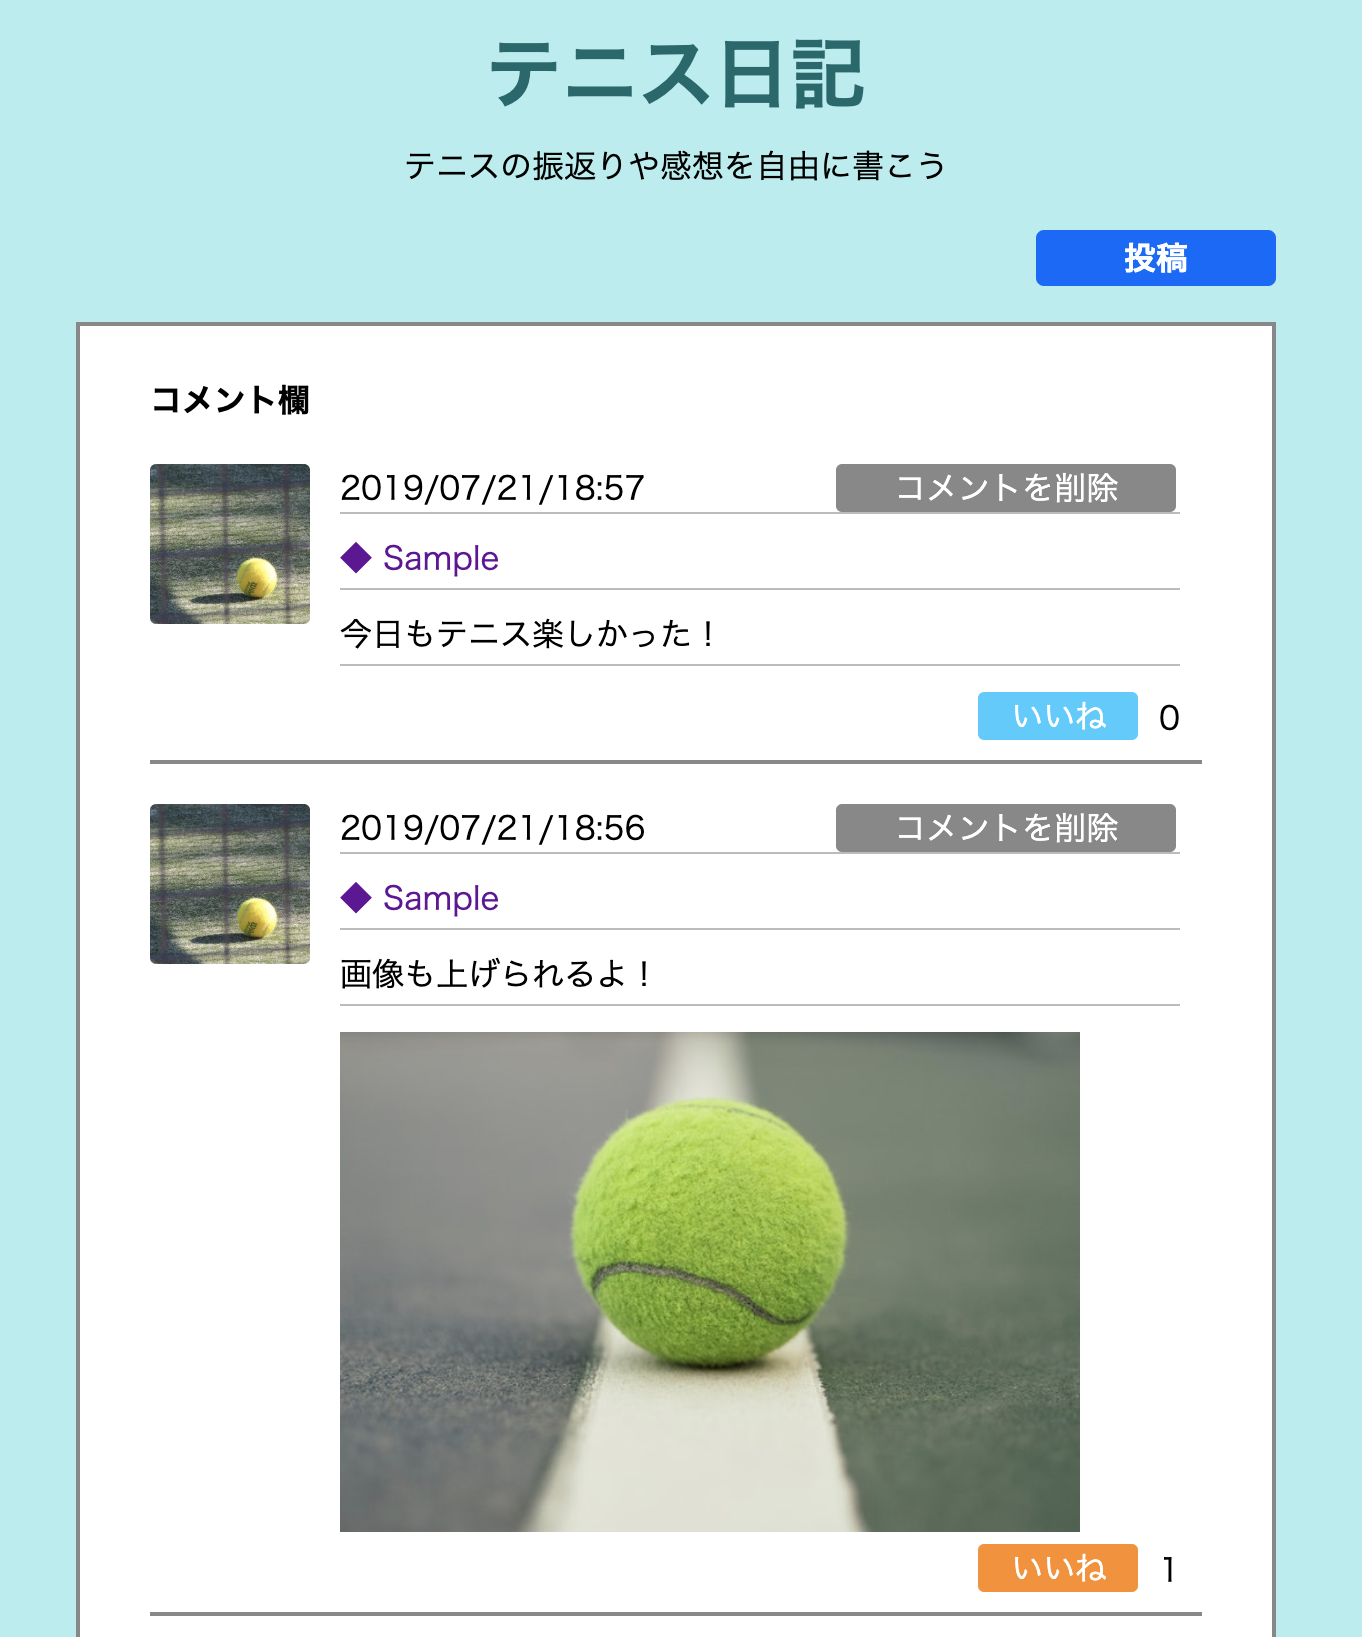 テニス日記
テニスの振返りや感想を自由に書こう
投稿
コメント欄
2019/07/21/18:57
コメントを削除
◆ Sample
今日もテニス楽しかった！
いいね 0
2019/07/21/18:56
コメントを削除
◆ Sample
画像も上げられるよ！
いいね 1